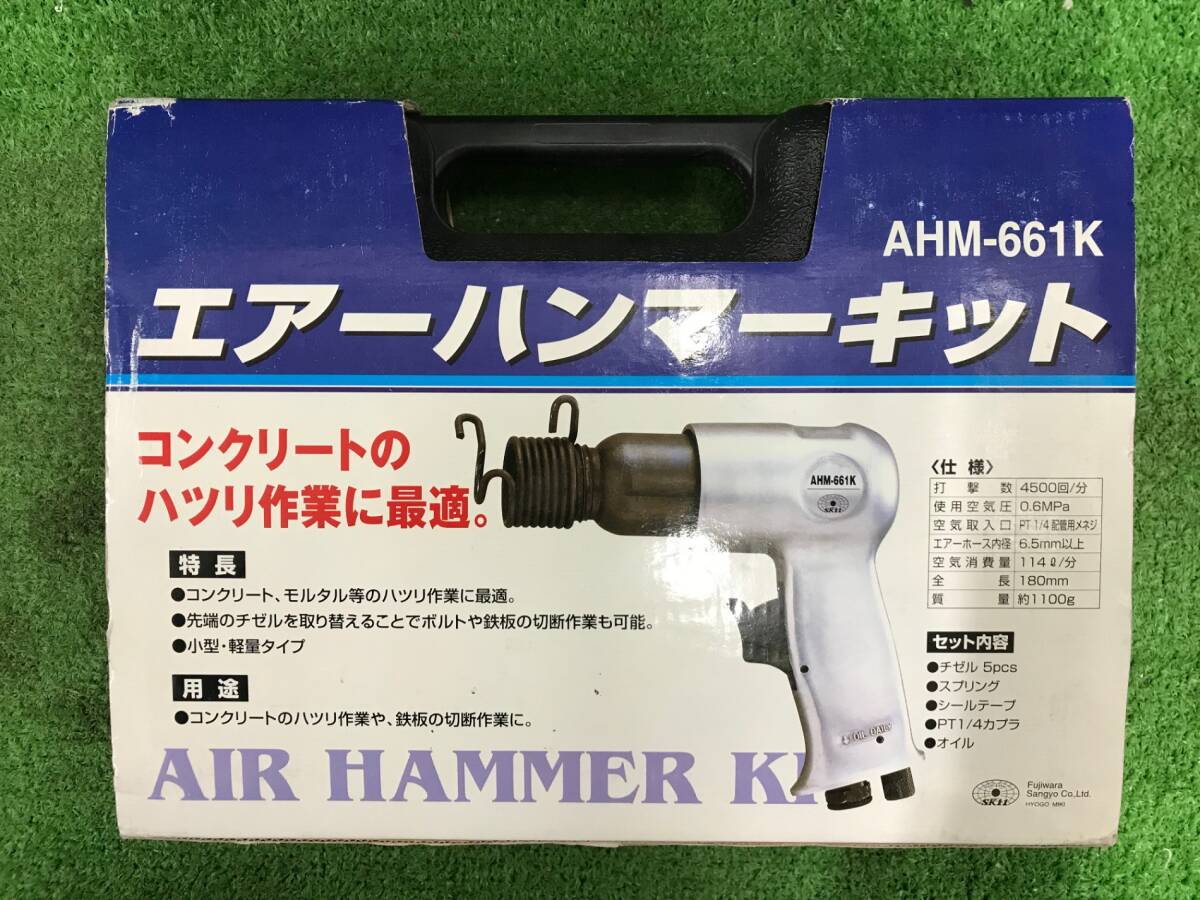 AHM-661K
エアーハンマーキット
コンクリートの
ハツリ作業に最適。
特長
●コンクリート、モルタル等のハツリ作業に最適。
●先端のチゼルを取り替えることでボルトや鉄板の切断作業も可能。
●小型・軽量タイプ
用途
●コンクリートのハツリ作業や、鉄板の切断作業に。
AIR HAMMER KI
AHM-661K
SK11
OIL DAILY
〈仕様〉
打撃数 4500回/分
使用空気圧 0.6MPa
空気取入口 PT 1/4 配管用メネジ
エアーホース内径 6.5mm以上
空気消費量 114ℓ/分
全長 180mm
質量 約1100g
セット内容
●チゼル 5pcs
●スプリング
●シールテープ
●PT1/4カプラ
●オイル
SK11
Fujiwara
Sangyo Co,.Ltd.
HYOGO MIKI